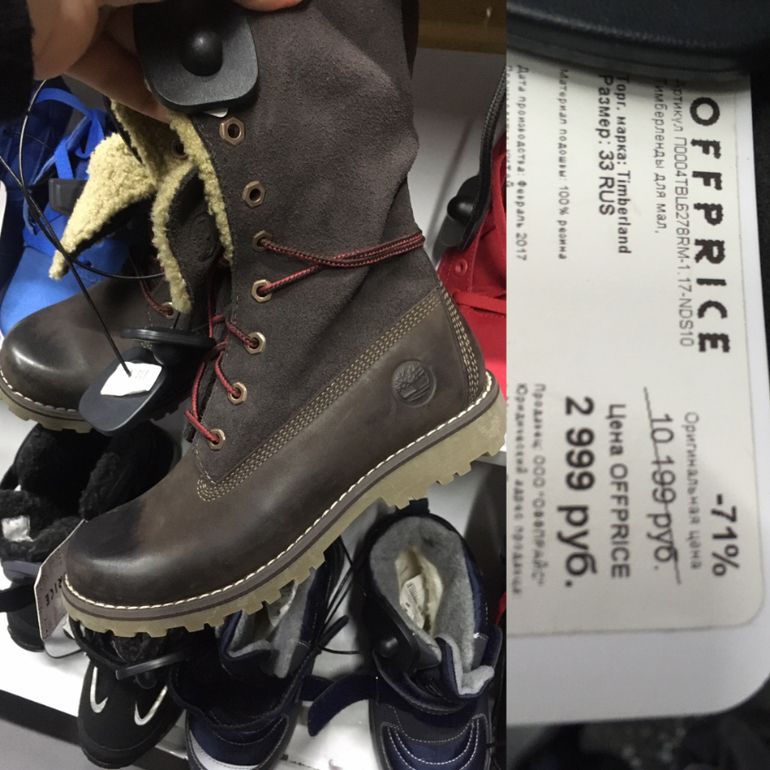 OFFPRICE
Артикул П0004TBL6278RM-1.17-NDS10
Тимберленды для мал,
Торг. марка: Timberland
Размер: 33 RUS
Материал подошвы: 100% резина
Дата производства: Февраль 2017
-71%
Оригинальная цена
10 199 руб.
Цена OFFPRICE
2 999 руб.
Продавец: ООО "ОФФПРАЙС"
Юридический адрес продавца